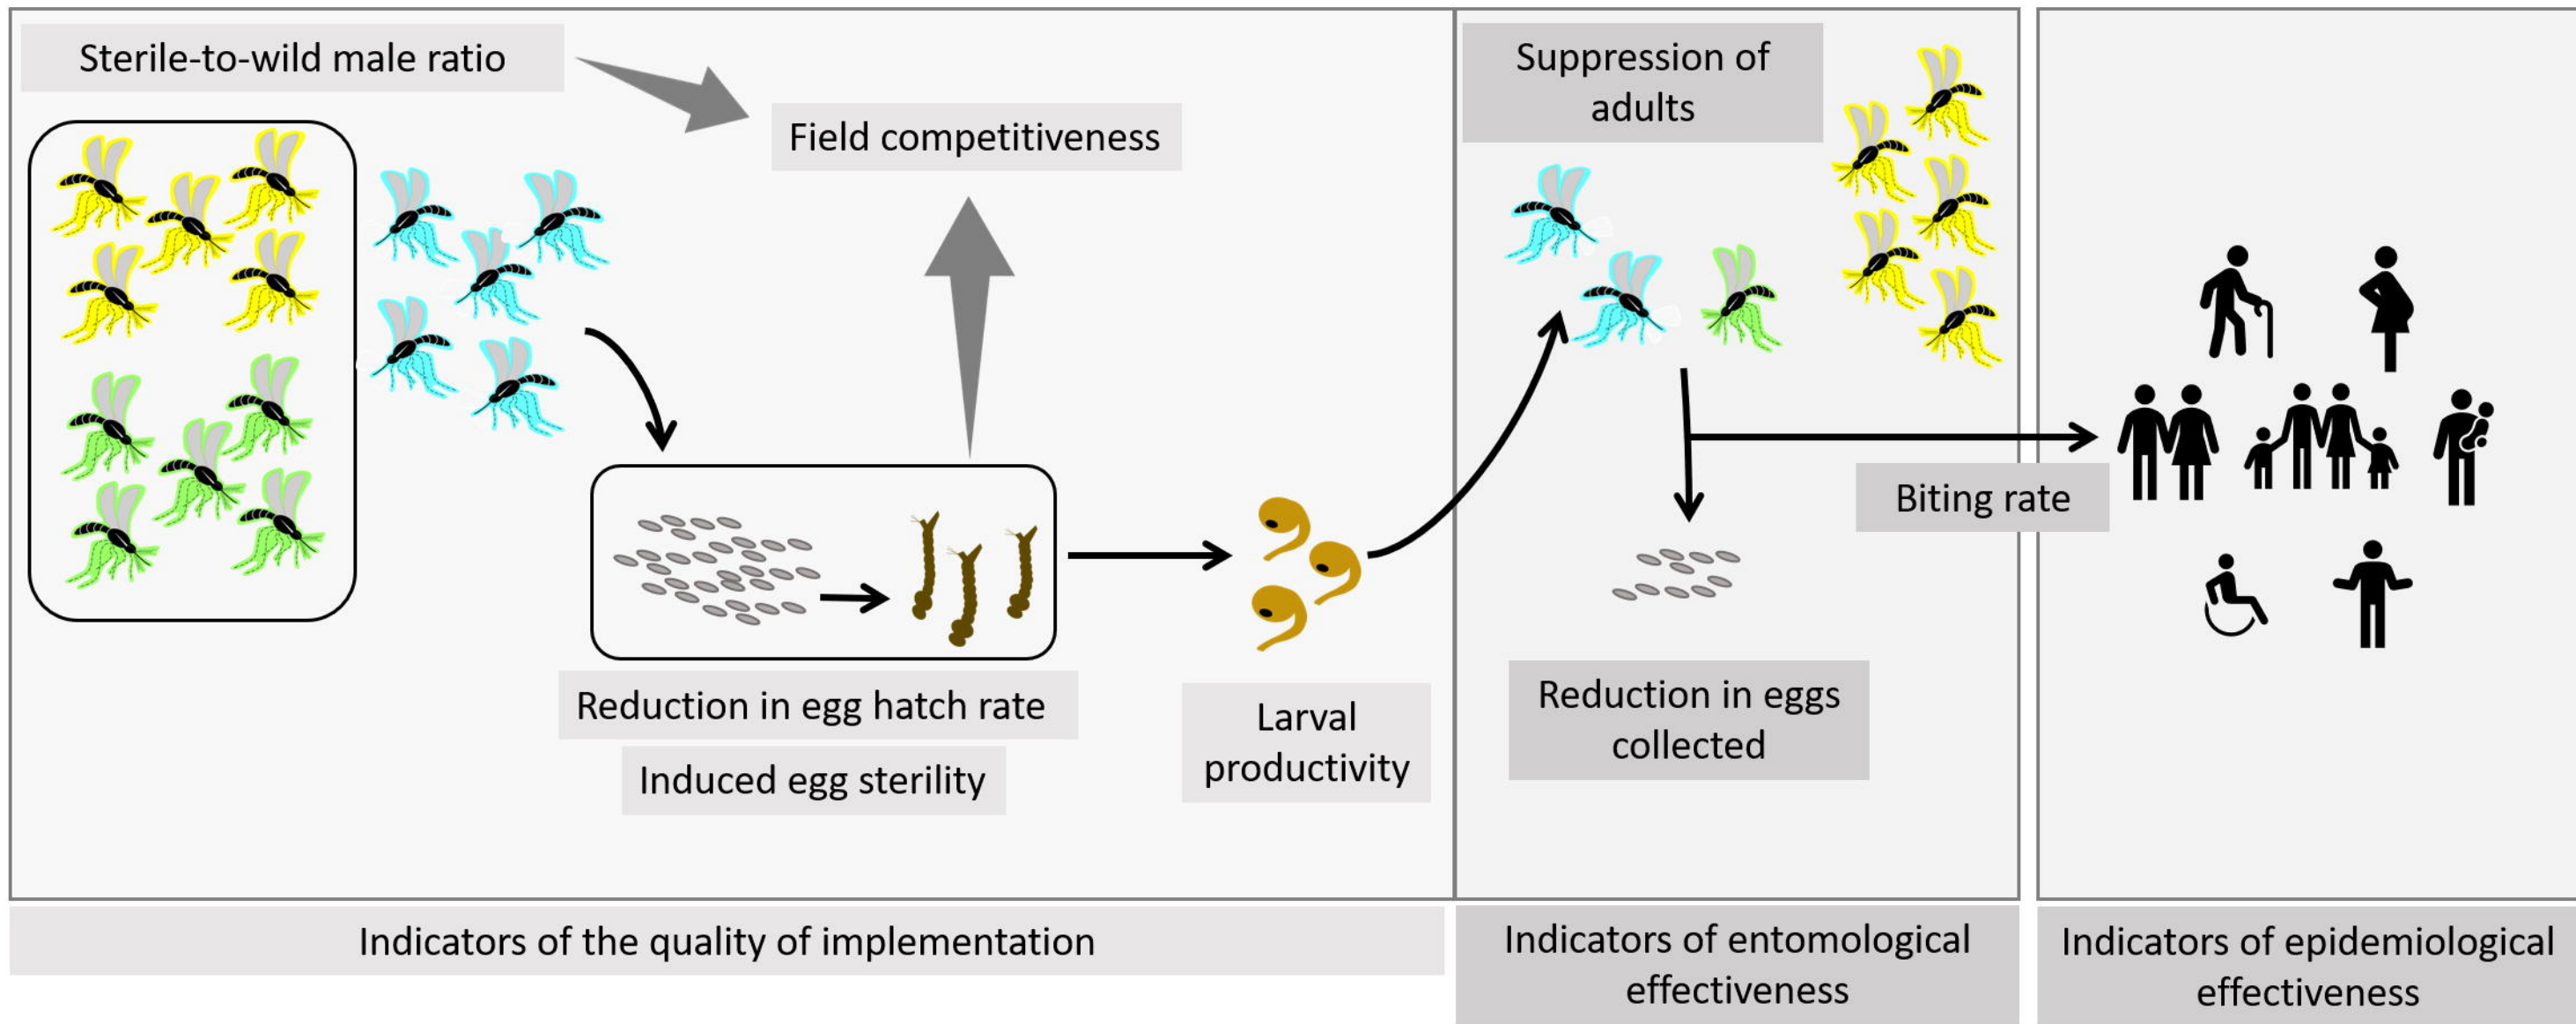 Sterile-to-wild male ratio
Field competitiveness
Reduction in egg hatch rate
Induced egg sterility
Larval
productivity
Suppression of
adults
Reduction in eggs
collected
Biting rate
Indicators of the quality of implementation
Indicators of entomological
effectiveness
Indicators of epidemiological
effectiveness